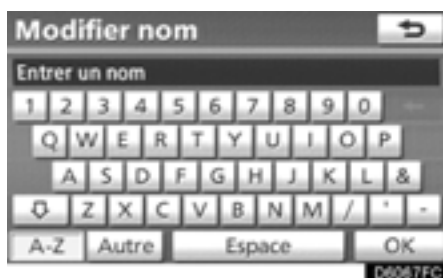 Modifier nom
Entrer un nom
1 2 3 4 5 6 7 8 9 0
Q W E R T Y U I O P
A S D F G H J K L &
Z X C V B N M / ' -
A-Z Autre Espace OK
D6067FC